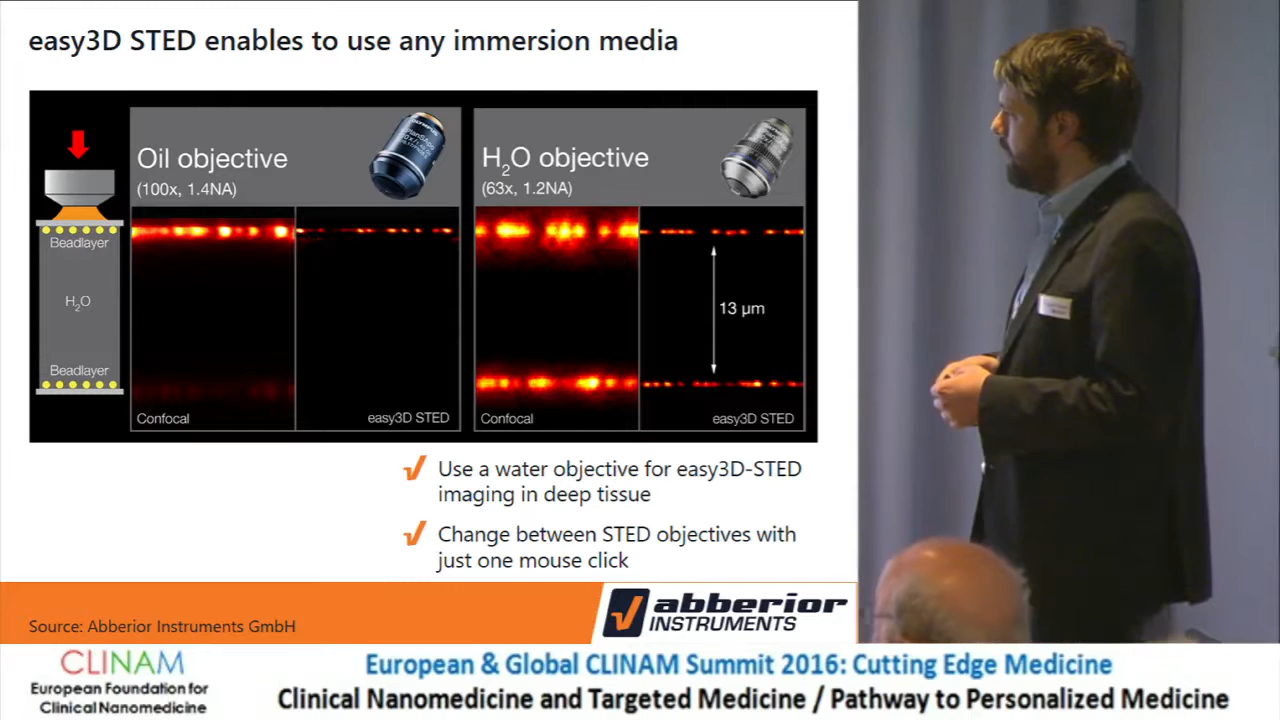 easy3D STED enables to use any immersion media
Oil objective
(100x, 1.4NA)
H2O objective
(63x, 1.2NA)
Beadlayer
H2O
Beadlayer
13 µm
Confocal
easy3D STED
Confocal
easy3D STED
Use a water objective for easy3D-STED
imaging in deep tissue
Change between STED objectives with
just one mouse click
Source: Abberior Instruments GmbH
abberior
INSTRUMENTS
CLINAM
European Foundation for
Clinical Nanomedicine
European & Global CLINAM Summit 2016: Cutting Edge Medicine
Clinical Nanomedicine and Targeted Medicine / Pathway to Personalized Medicine